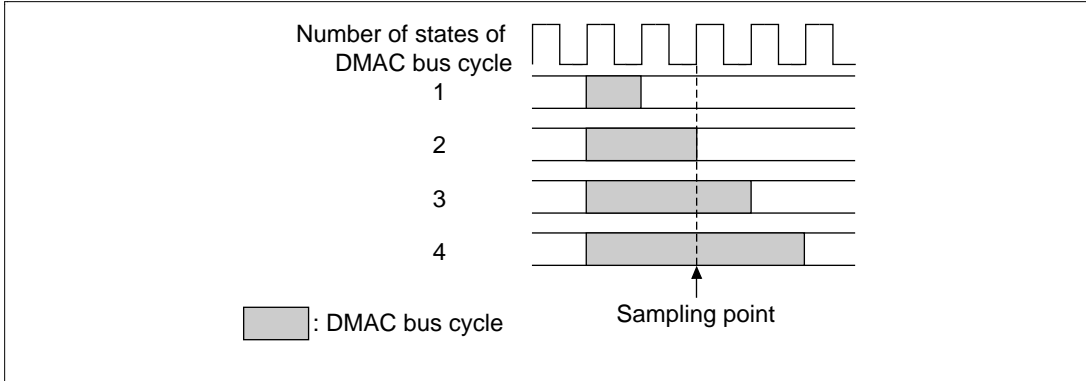 Number of states of
DMAC bus cycle
1
2
3
4
Sampling point
: DMAC bus cycle